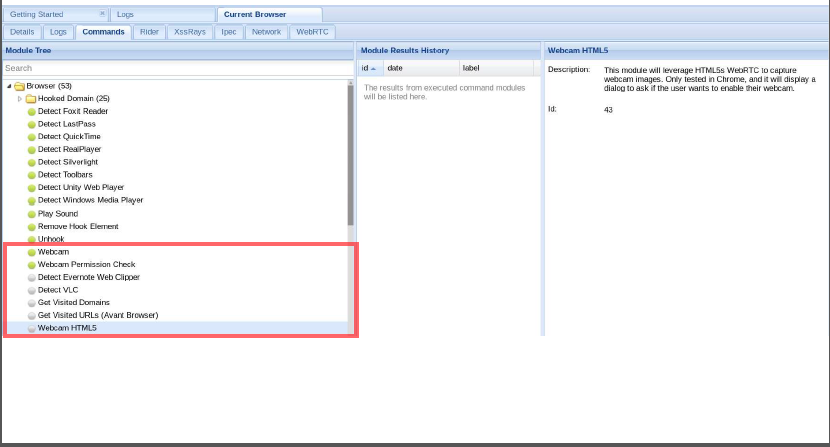 Getting Started
Logs
Current Browser
Details
Logs
Commands
Rider
XssRays
Ipec
Network
WebRTC
Module Tree
Search
Browser (53)
Hooked Domain (25)
Detect Foxit Reader
Detect LastPass
Detect QuickTime
Detect RealPlayer
Detect Silverlight
Detect Toolbars
Detect Unity Web Player
Detect Windows Media Player
Play Sound
Remove Hook Element
Unhook
Webcam
Webcam Permission Check
Detect Evernote Web Clipper
Detect VLC
Get Visited Domains
Get Visited URLs (Avant Browser)
Webcam HTML5
Module Results History
id
date
label
The results from executed command modules
will be listed here.
Webcam HTML5
Description:
This module will leverage HTML5s WebRTC to capture
webcam images. Only tested in Chrome, and it will display a
dialog to ask if the user wants to enable their webcam.
Id:
43